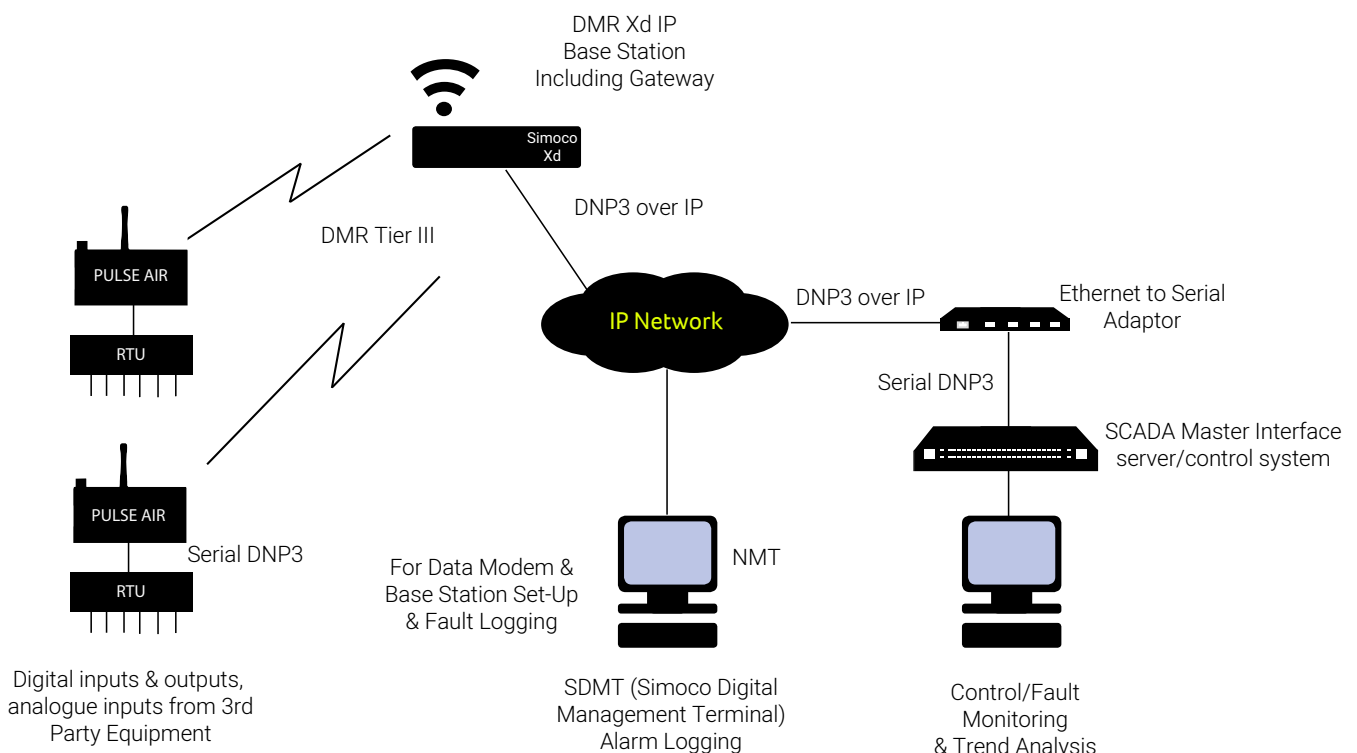 DMR Xd IP
Base Station
Including Gateway
Simoco
Xd
DNP3 over IP
DMR Tier III
PULSE AIR
RTU
IP Network
DNP3 over IP
Ethernet to Serial
Adaptor
Serial DNP3
SCADA Master Interface
server/control system
PULSE AIR
Serial DNP3
RTU
For Data Modem &
Base Station Set-Up
& Fault Logging
NMT
Digital inputs & outputs,
analogue inputs from 3rd
Party Equipment
SDMT (Simoco Digital
Management Terminal)
Alarm Logging
Control/Fault
Monitoring
& Trend Analysis